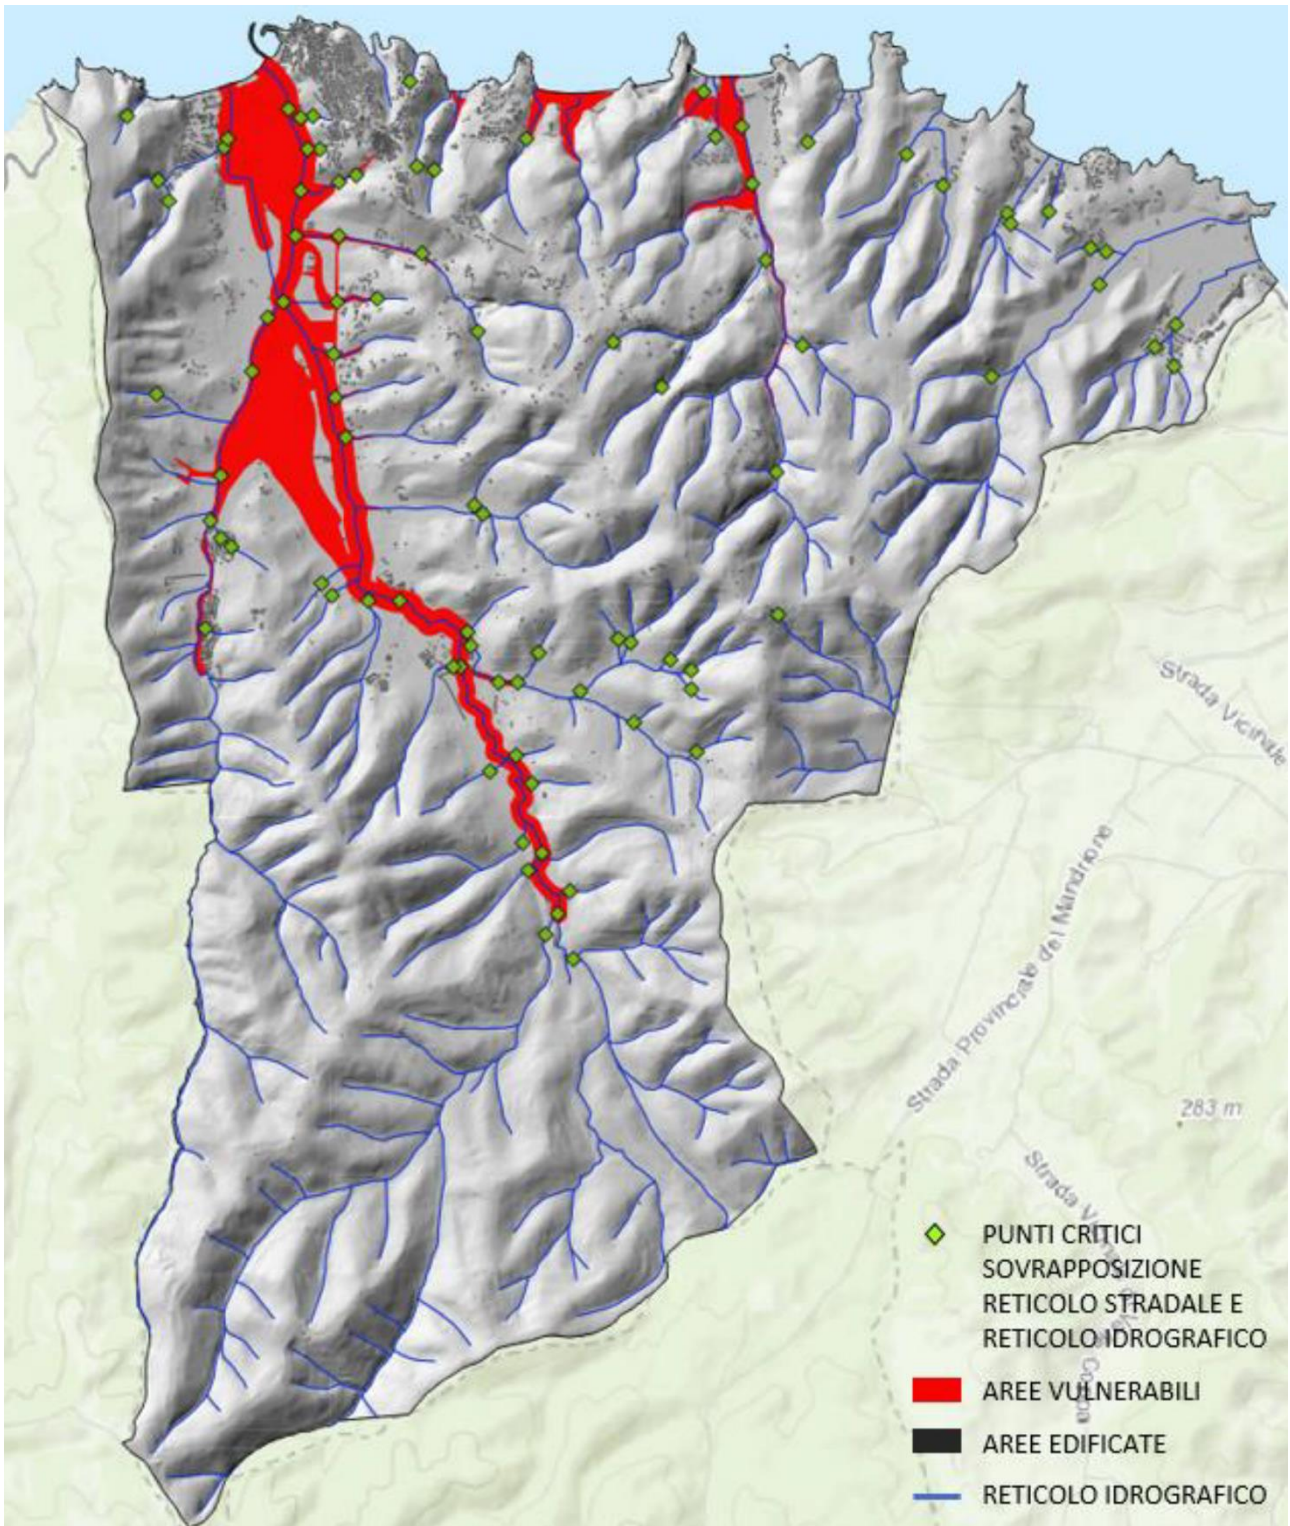 Strada Vicinale
Strada Provinciale del Mandrione
283 m
PUNTI CRITICI
SOVRAPPOSIZIONE
RETICOLO STRADALE E
RETICOLO IDROGRAFICO
AREE VULNERABILI
AREE EDIFICATE
RETICOLO IDROGRAFICO
Strada